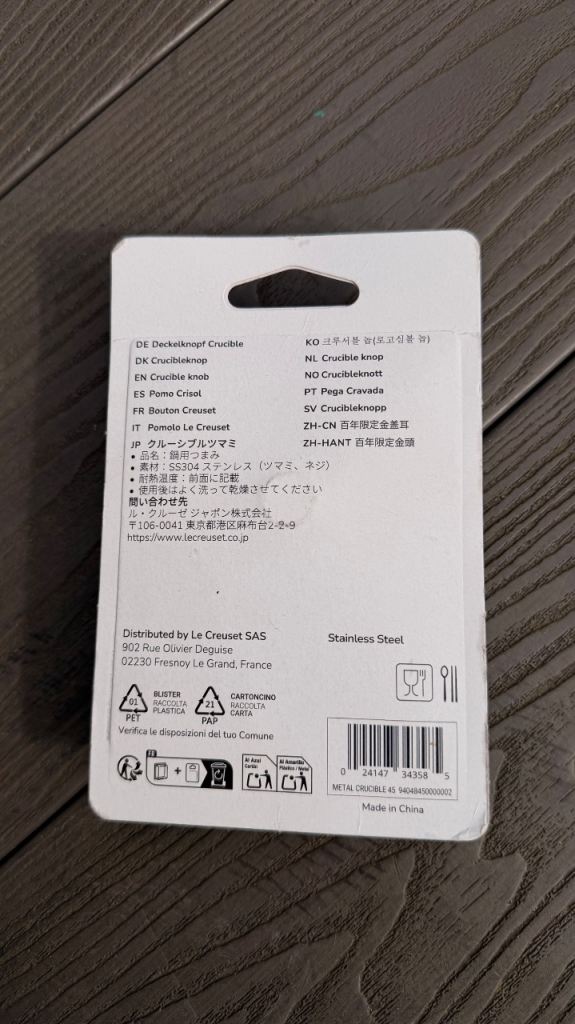 DE Deckelknopf Crucible
DK Crucibleknop
EN Crucible knob
ES Pomo Crisol
FR Bouton Creuset
IT Pomolo Le Creuset
JP クルーシブルツマミ
• 品名：鍋用つまみ
• 素材：SS304 ステンレス（ツマミ、ネジ）
• 耐熱温度：前面に記載
• 使用後はよく洗って乾燥させてください
問い合わせ先
ル・クルーゼ ジャポン株式会社
〒106-0041 東京都港区麻布台2-2-9
https://www.lecreuset.co.jp
KO 크루서블 놉(로고심볼 놉)
NL Crucible knop
NO Crucibleknott
PT Pega Cravada
SV Crucibleknopp
ZH-CN 百年限定金盖耳
ZH-HANT 百年限定金頭
Distributed by Le Creuset SAS
902 Rue Olivier Deguise
02230 Fresnoy Le Grand, France
Stainless Steel
01
PET
BLISTER
RACCOLTA
PLASTICA
21
PAP
CARTONCINO
RACCOLTA
CARTA
Verifica le disposizioni del tuo Comune
FR
+
Al Azul
Cartón
Al Amarillo
Plástico / Metal
0 24147 34358 5
METAL CRUCIBLE 45 94048450000002
Made in China